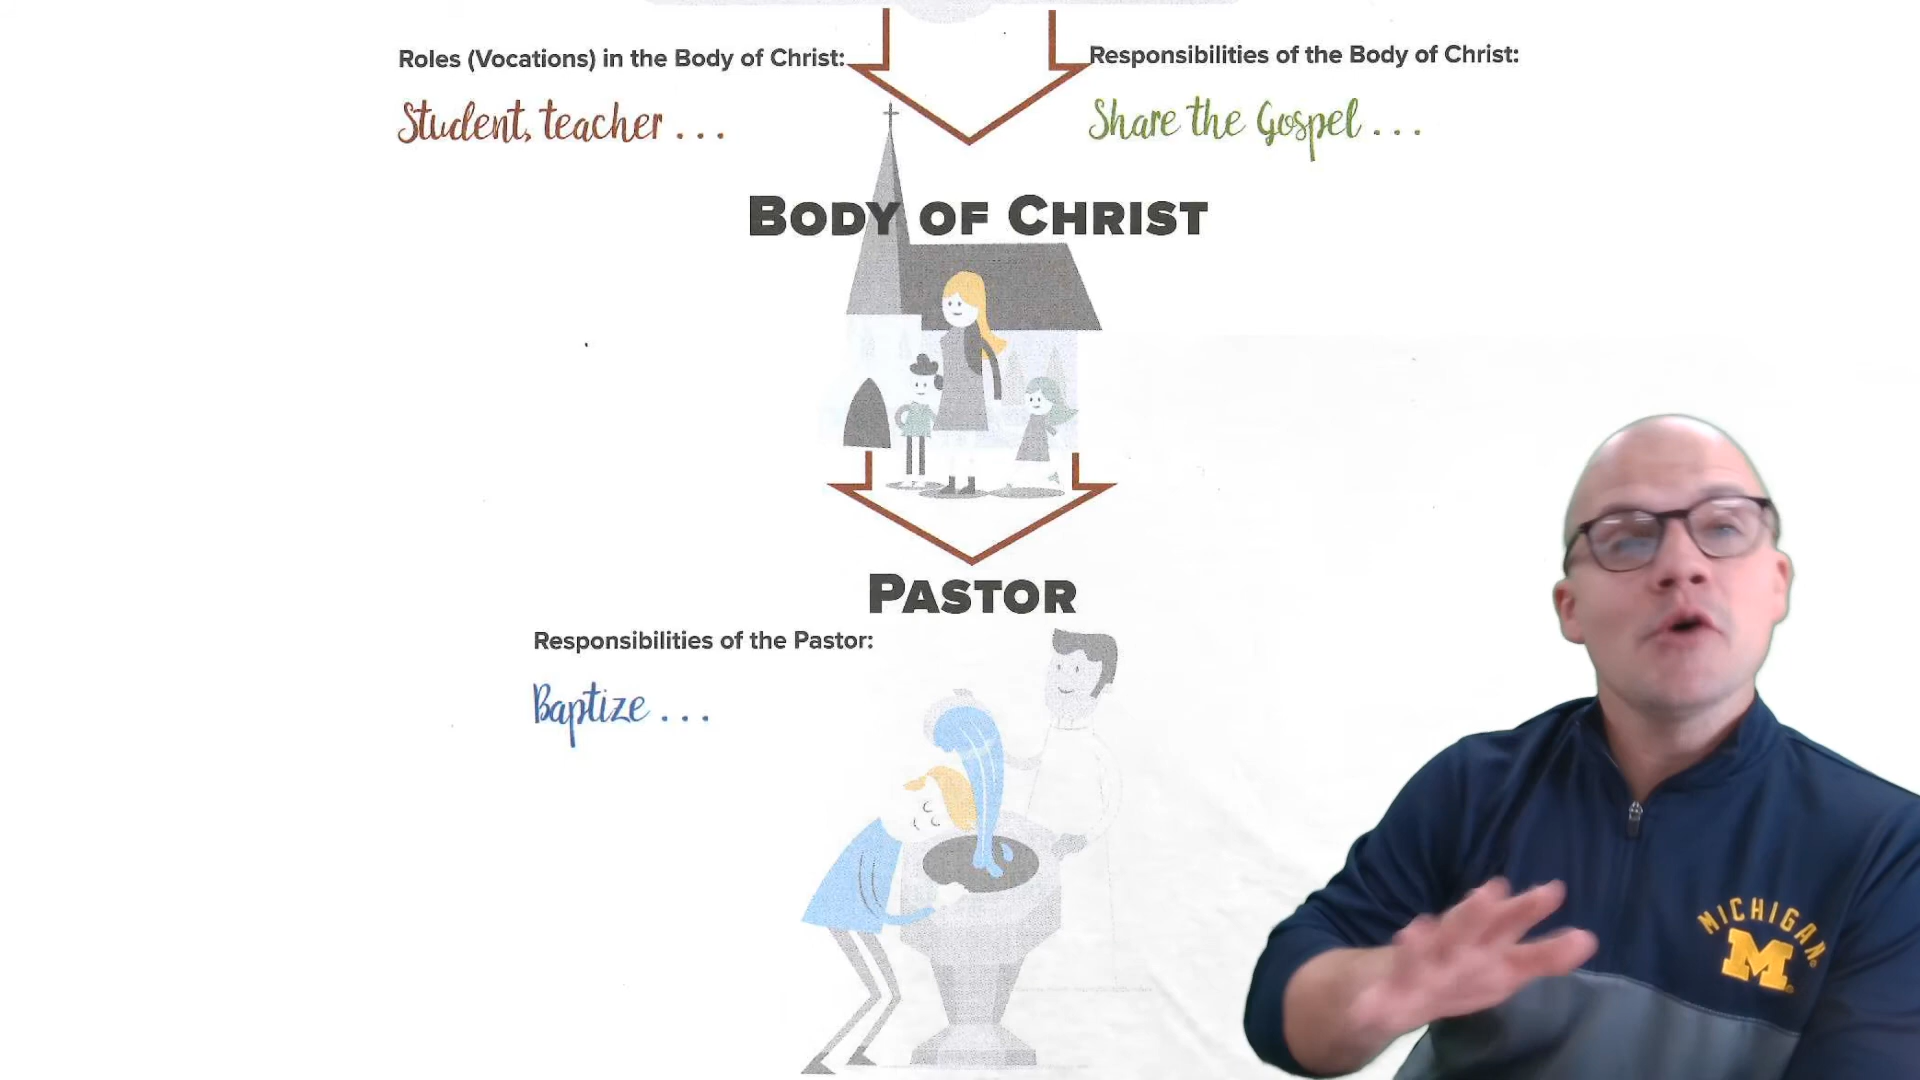 Roles (Vocations) in the Body of Christ:
Student, teacher . . .
Responsibilities of the Body of Christ:
Share the Gospel . . .
BODY OF CHRIST
PASTOR
Responsibilities of the Pastor:
Baptize . . .
MICHIGAN
M